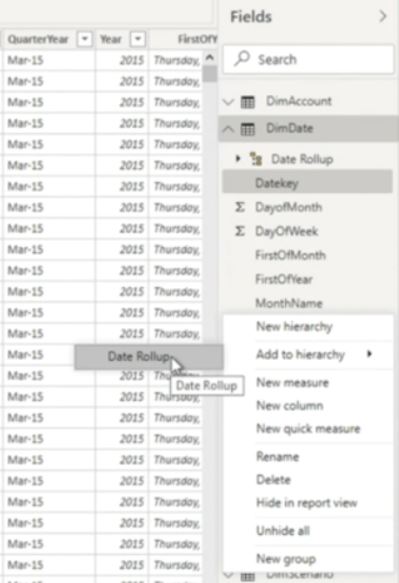 Fields
QuarterYear Year FirstOfY
Search
Mar-15 2015 Thursday,
Mar-15 2015 Thursday,
DimAccount
Mar-15 2015 Thursday,
DimDate
Mar-15 2015 Thursday,
Mar-15 2015 Thursday,
Date Rollup
Mar-15 2015 Thursday,
Datekey
Mar-15 2015 Thursday,
DayofMonth
Mar-15 2015 Thursday,
DayOfWeek
Mar-15 2015 Thursday,
FirstOfMonth
Mar-15 2015 Thursday,
FirstOfYear
Mar-15 2015 Thursday,
MonthName
Mar-15 2015 Thursday,
New hierarchy
Mar-15 2015 Thursday,
Mar-15 Date Rollup
Add to hierarchy
Mar-15 2015 Thursday,
Date Rollup
New measure
Mar-15 2015 Thursday,
New column
Mar-15 2015 Thursday,
New quick measure
Mar-15 2015 Thursday,
Mar-15 2015 Thursday,
Rename
Mar-15 2015 Thursday,
Delete
Mar-15 2015 Thursday,
Hide in report view
Mar-15 2015 Thursday,
Unhide all
Mar-15 2015 Thursday,
New group
Mar-15 2015 Thursday,
DimScenario
Mar-15 2015 Thursday,